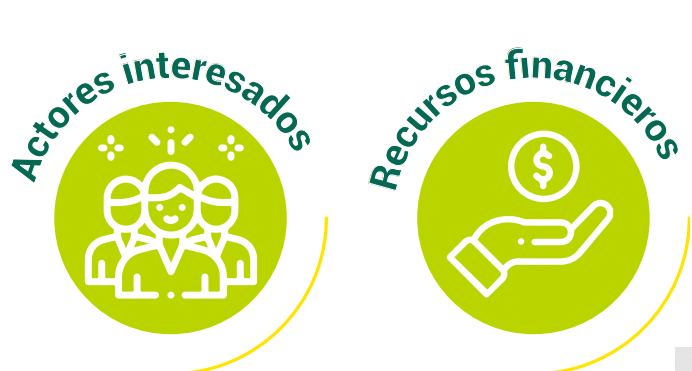 Actores interesados
Recursos financieros